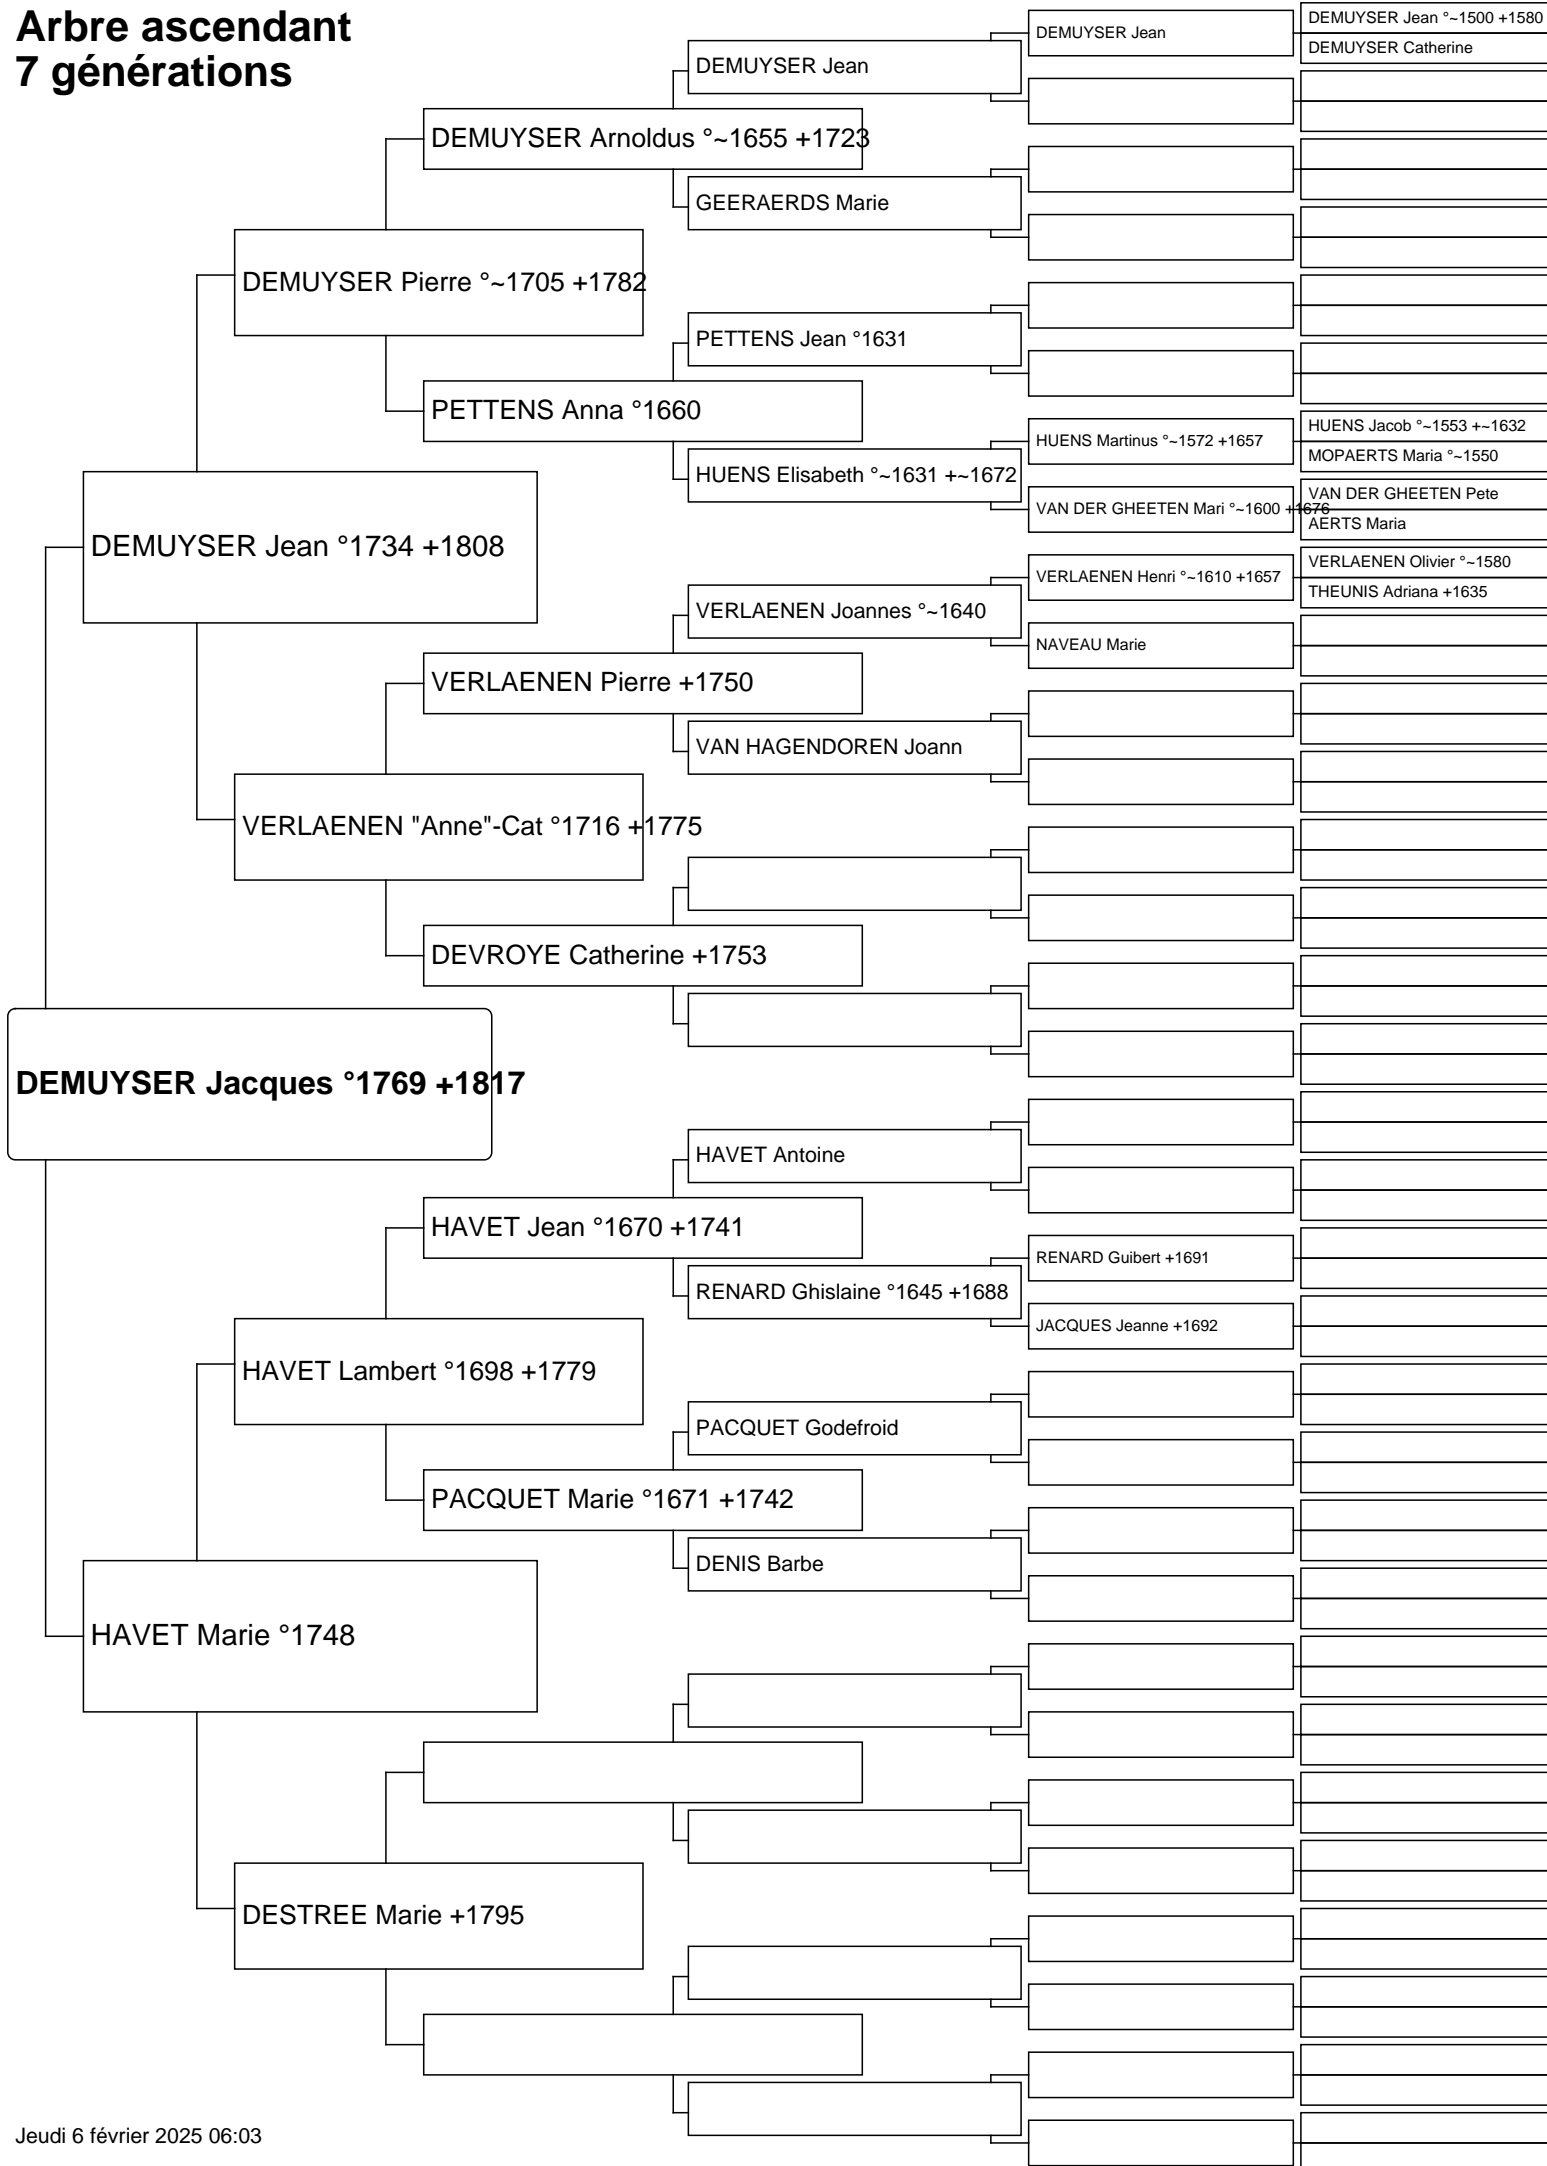 Arbre ascendant
7 générations
DEMUYSER Jacques °1769 +1817
DEMUYSER Jean °1734 +1808
HAVET Marie °1748
DEMUYSER Pierre °~1705 +1782
VERLAENEN "Anne"-Cat °1716 +1775
HAVET Lambert °1698 +1779
DESTREE Marie +1795
DEMUYSER Arnoldus °~1655 +1723
PETTENS Anna °1660
VERLAENEN Pierre +1750
DEVROYE Catherine +1753
HAVET Jean °1670 +1741
PACQUET Marie °1671 +1742
DEMUYSER Jean
GEERAERDS Marie
PETTENS Jean °1631
HUENS Elisabeth °~1631 +~1672
VERLAENEN Joannes °~1640
VAN HAGENDOREN Joann
HAVET Antoine
RENARD Ghislaine °1645 +1688
PACQUET Godefroid
DENIS Barbe
DEMUYSER Jean
HUENS Martinus °~1572 +1657
VAN DER GHEETEN Mari °~1600 +1676
VERLAENEN Henri °~1610 +1657
NAVEAU Marie
RENARD Guibert +1691
JACQUES Jeanne +1692
DEMUYSER Jean °~1500 +1580
DEMUYSER Catherine
HUENS Jacob °~1553 +~1632
MOPAERTS Maria °~1550
VAN DER GHEETEN Pete
AERTS Maria
VERLAENEN Olivier °~1580
THEUNIS Adriana +1635
Jeudi 6 février 2025 06:03